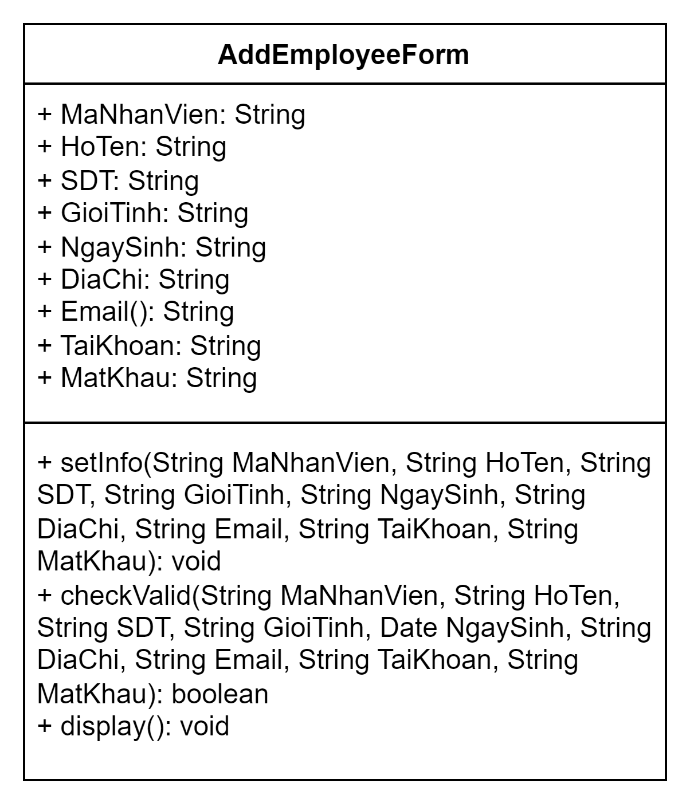 AddEmployeeForm
+ MaNhanVien: String
+ HoTen: String
+ SDT: String
+ GioiTinh: String
+ NgaySinh: String
+ DiaChi: String
+ Email(): String
+ TaiKhoan: String
+ MatKhau: String
+ setInfo(String MaNhanVien, String HoTen, String
SDT, String GioiTinh, String NgaySinh, String
DiaChi, String Email, String TaiKhoan, String
MatKhau): void
+ checkValid(String MaNhanVien, String HoTen,
String SDT, String GioiTinh, Date NgaySinh, String
DiaChi, String Email, String TaiKhoan, String
MatKhau): boolean
+ display(): void